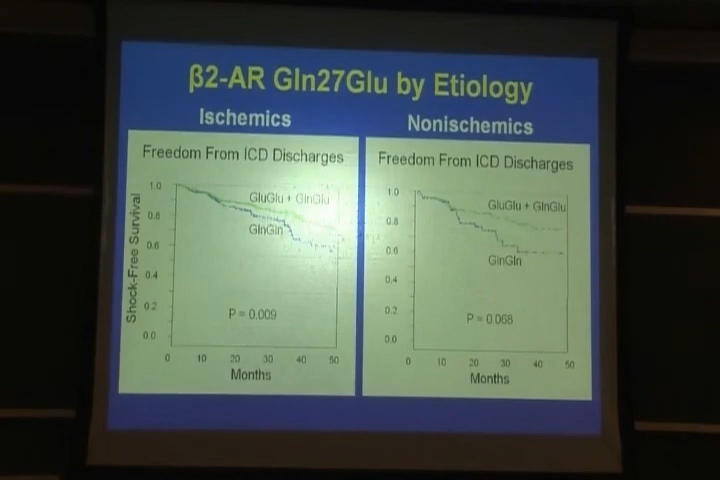 β2-AR Gln27Glu by Etiology
Ischemics
Freedom From ICD Discharges
Shock-Free Survival
1.0
0.8
0.6
0.4
0.2
0.0
GluGlu + GlnGlu
GlnGln
P = 0.009
0 10 20 30 40 50
Months
Nonischemics
Freedom From ICD Discharges
1.0
0.8
0.6
0.4
0.2
0.0
GluGlu + GlnGlu
GlnGln
P = 0.068
0 10 20 30 40 50
Months